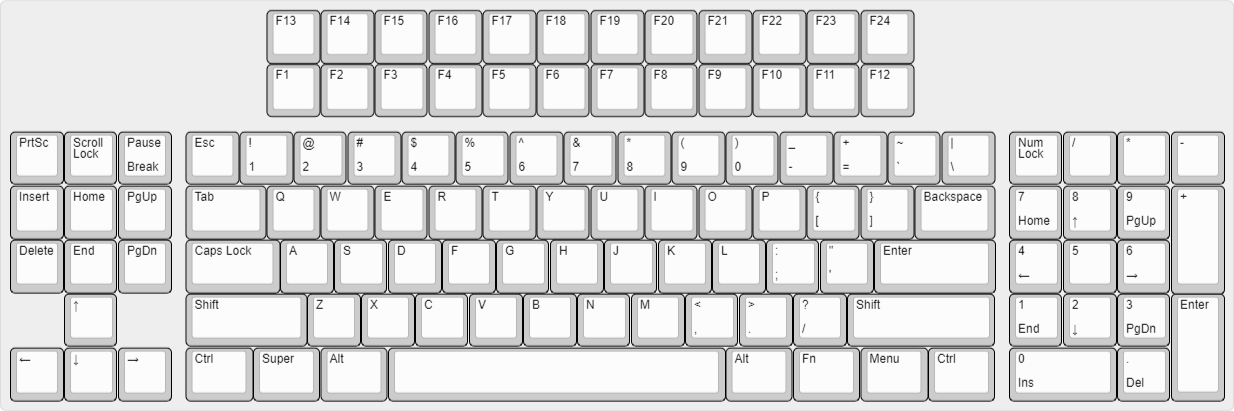 F13 F14 F15 F16 F17 F18 F19 F20 F21 F22 F23 F24
F1 F2 F3 F4 F5 F6 F7 F8 F9 F10 F11 F12
PrtSc Scroll Pause Esc ! @ # $ % ^ & * ( ) _ + ~ | Num / * -
Lock Lock
Break 1 2 3 4 5 6 7 8 9 0 - = ` \
Insert Home PgUp Tab Q W E R T Y U I O P { } Backspace 7 8 9 +
[ ] Home ↑ PgUp
Delete End PgDn Caps Lock A S D F G H J K L : " Enter 4 5 6
; ' ← →
↑ Shift Z X C V B N M < > ? Shift 1 2 3 Enter
, . / End ↓ PgDn
← ↓ → Ctrl Super Alt Alt Fn Menu Ctrl 0 .
Ins Del